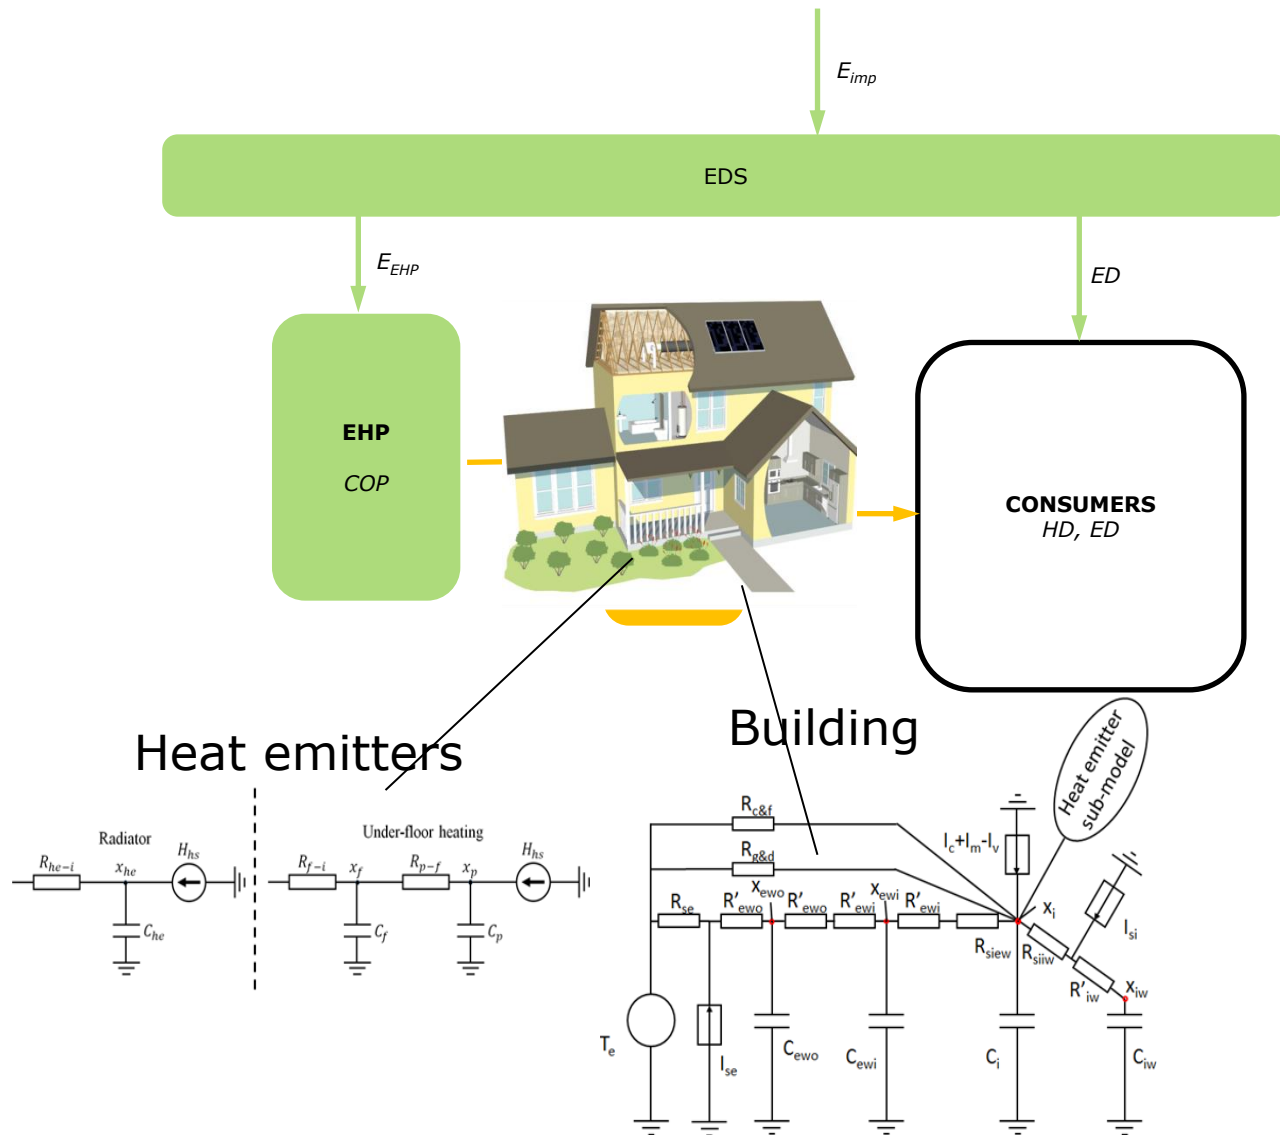 E_imp
EDS
E_EHP
ED
EHP
COP
CONSUMERS
HD, ED
Heat emitters
Building
Heat emitter
sub-model
Radiator
Under-floor heating
R_he−i
x_he
H_hs
R_f−i
x_f
R_p−f
x_p
H_hs
C_he
C_f
C_p
R_c&f
R_g&d
I_c+I_m-I_v
R_se
R'_ewo
x_ewo
R'_ewo
R'_ewi
x_ewi
R'_ewi
R_siew
x_i
R_siiw
I_si
R'_iw
x_iw
T_e
I_se
C_ewo
C_ewi
C_i
C_iw